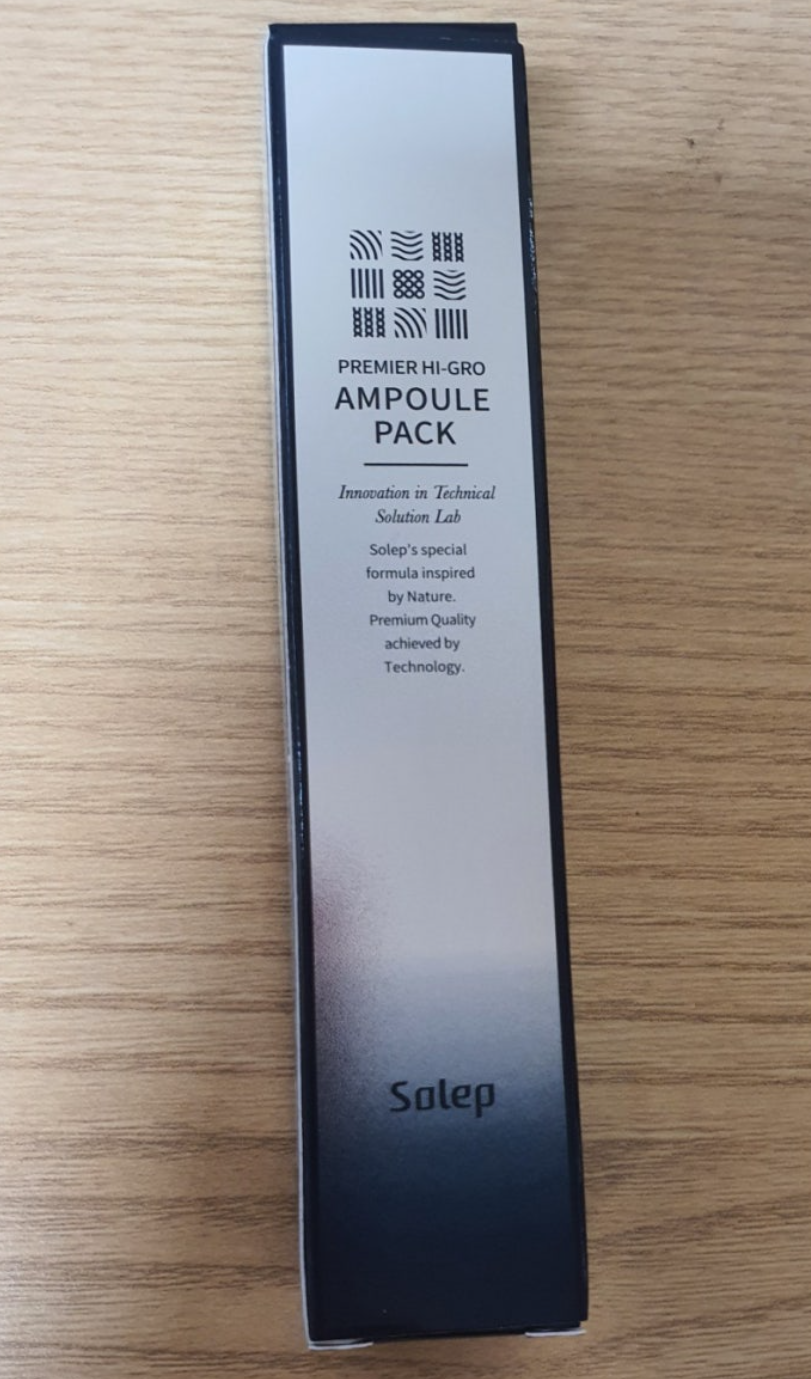 PREMIER HI-GRO
AMPOULE
PACK
Innovation in Technical
Solution Lab
Solep's special
formula inspired
by Nature.
Premium Quality
achieved by
Technology.
Solep